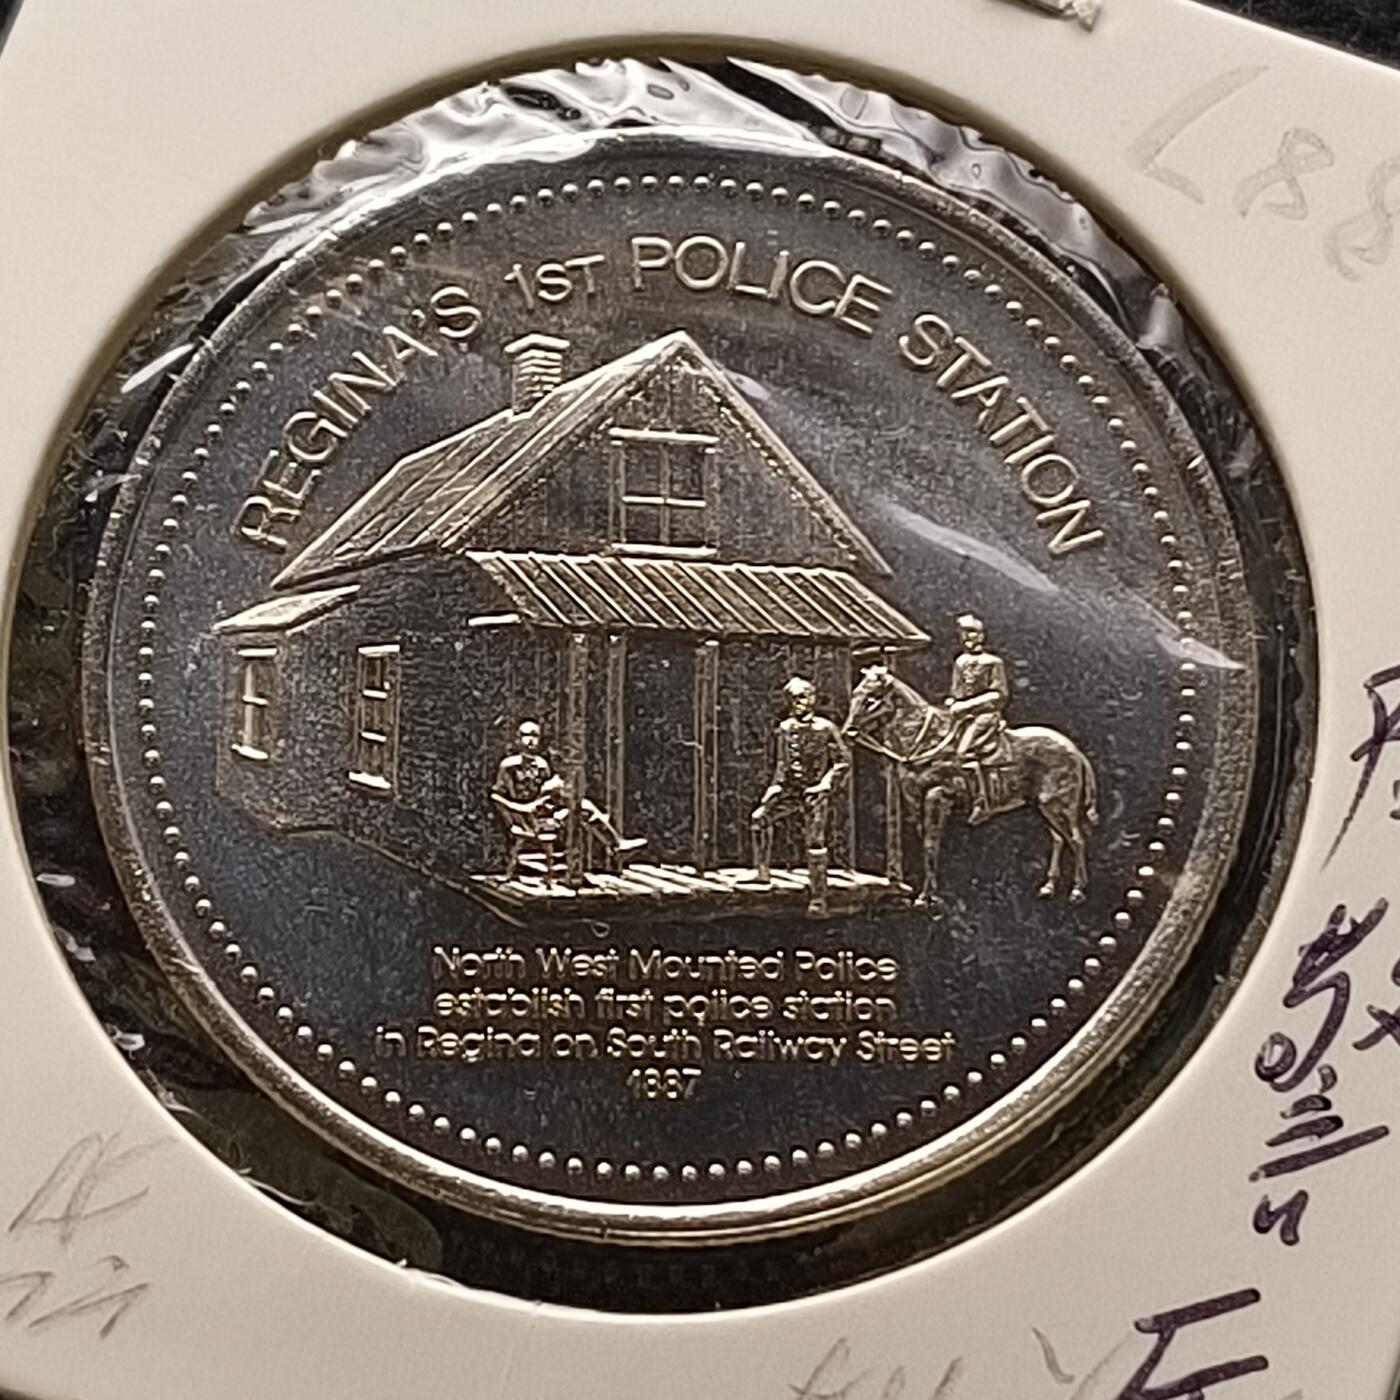 REGINA'S 1ST POLICE STATION
North West Mounted Police
establish first police station
in Regina on South Railway Street
1887
L88